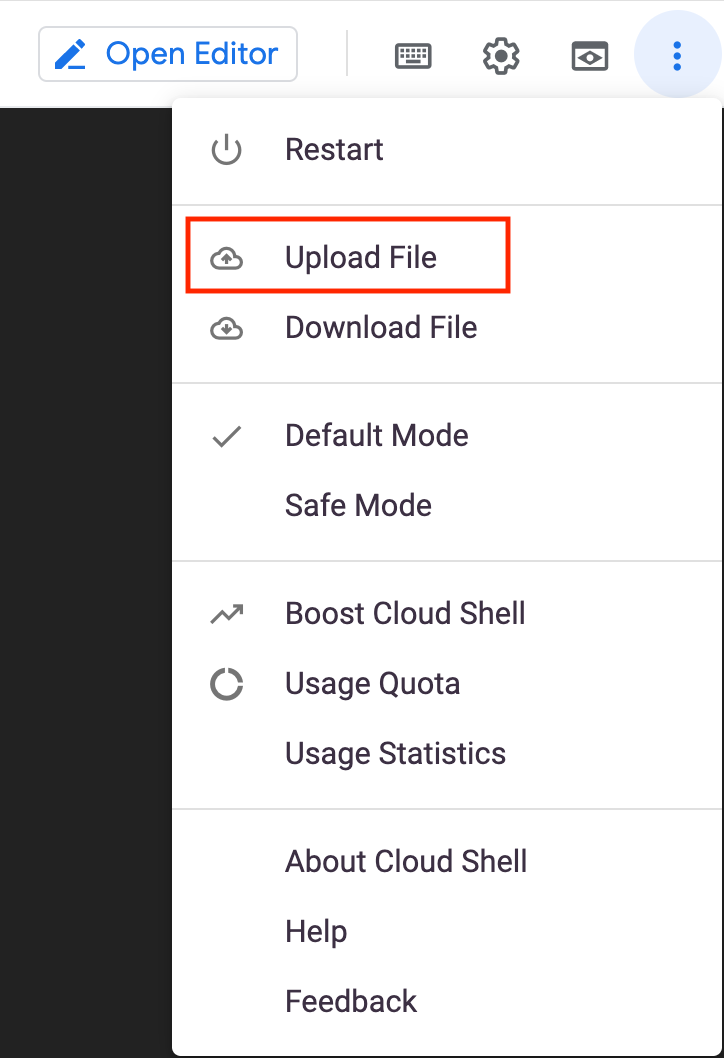 Open Editor
Restart
Upload File
Download File
Default Mode
Safe Mode
Boost Cloud Shell
Usage Quota
Usage Statistics
About Cloud Shell
Help
Feedback